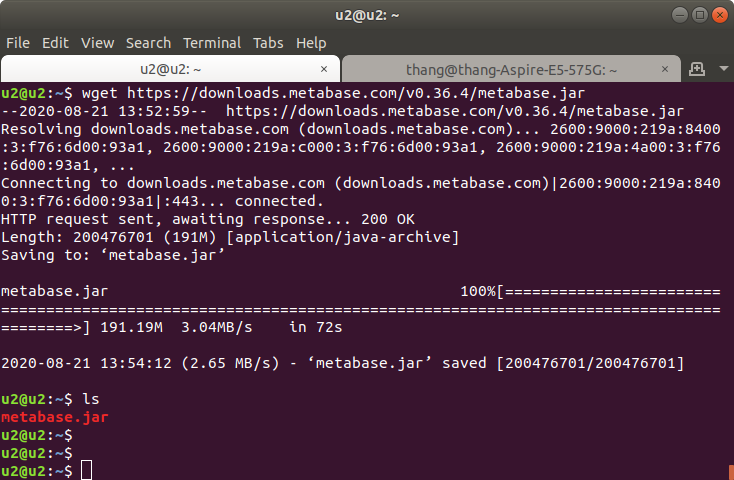 u2@u2: ~
File Edit View Search Terminal Tabs Help
u2@u2: ~ × thang@thang-Aspire-E5-575G: ~ ×
u2@u2:~$ wget https://downloads.metabase.com/v0.36.4/metabase.jar
--2020-08-21 13:52:59--  https://downloads.metabase.com/v0.36.4/metabase.jar
Resolving downloads.metabase.com (downloads.metabase.com)... 2600:9000:219a:8400
:3:f76:6d00:93a1, 2600:9000:219a:c000:3:f76:6d00:93a1, 2600:9000:219a:4a00:3:f76
:6d00:93a1, ...
Connecting to downloads.metabase.com (downloads.metabase.com)|2600:9000:219a:840
0:3:f76:6d00:93a1|:443... connected.
HTTP request sent, awaiting response... 200 OK
Length: 200476701 (191M) [application/java-archive]
Saving to: ‘metabase.jar’
metabase.jar                                       100%[========================
================================================================================
========>] 191.19M  3.04MB/s    in 72s
2020-08-21 13:54:12 (2.65 MB/s) - ‘metabase.jar’ saved [200476701/200476701]
u2@u2:~$ ls
metabase.jar
u2@u2:~$
u2@u2:~$
u2@u2:~$